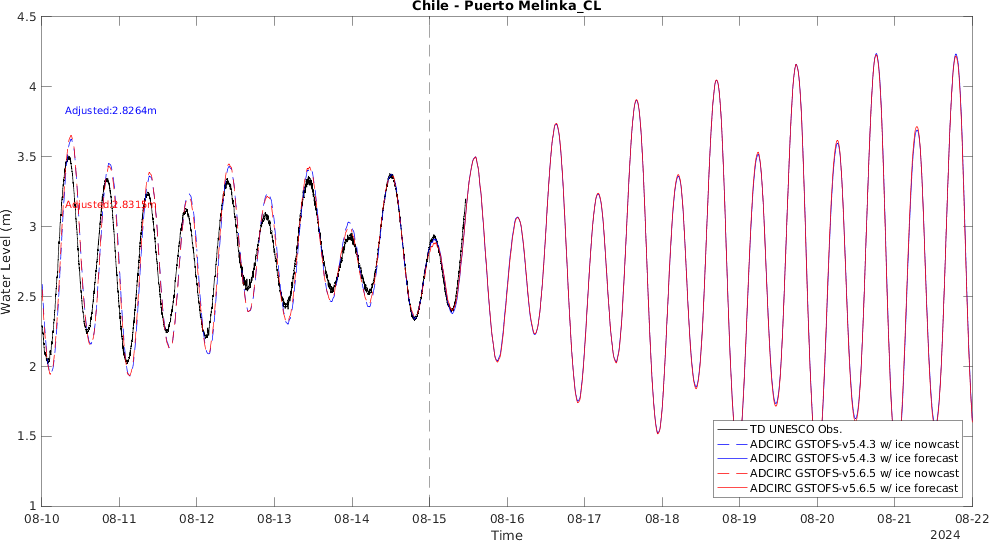 Chile - Puerto Melinka_CL
Water Level (m)
4.5
4
3.5
3
2.5
2
1.5
1
Adjusted:2.8264m
Adjusted:2.8315m
TD UNESCO Obs.
ADCIRC GSTOFS-v5.4.3 w/ ice nowcast
ADCIRC GSTOFS-v5.4.3 w/ ice forecast
ADCIRC GSTOFS-v5.6.5 w/ ice nowcast
ADCIRC GSTOFS-v5.6.5 w/ ice forecast
08-10 08-11 08-12 08-13 08-14 08-15 08-16 08-17 08-18 08-19 08-20 08-21 08-22
Time
2024